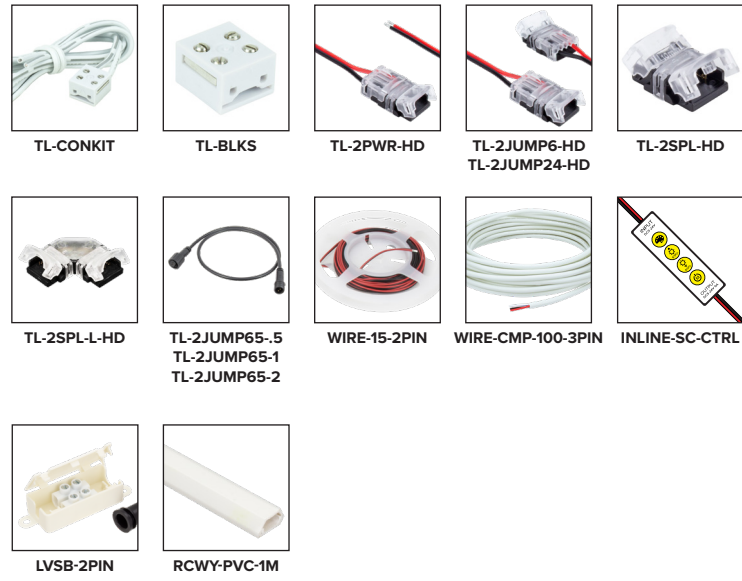 TL-CONKIT
TL-BLKS
TL-2PWR-HD
TL-2JUMP6-HD
TL-2JUMP24-HD
TL-2SPL-HD
TL-2SPL-L-HD
TL-2JUMP65-.5
TL-2JUMP65-1
TL-2JUMP65-2
WIRE-15-2PIN
WIRE-CMP-100-3PIN
INPUT
OUTPUT
INLINE-SC-CTRL
LVSB-2PIN
RCWY-PVC-1M